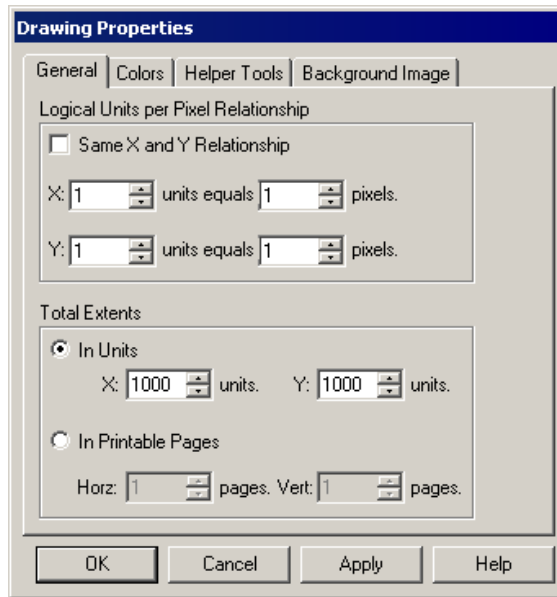 Drawing Properties
General Colors Helper Tools Background Image
Logical Units per Pixel Relationship
Same X and Y Relationship
X: 1 units equals 1 pixels.
Y: 1 units equals 1 pixels.
Total Extents
In Units
X: 1000 units. Y: 1000 units.
In Printable Pages
Horz: 1 pages. Vert: 1 pages.
OK Cancel Apply Help